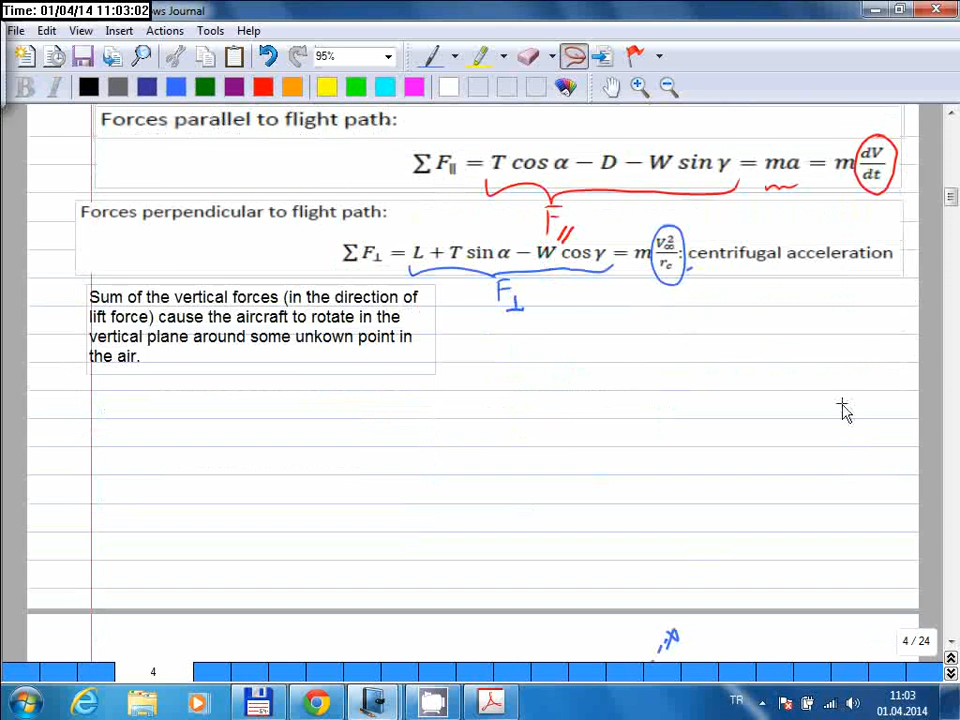 Time: 01/04/14 11:03:02
ws Journal
File Edit View Insert Actions Tools Help
95%
B I
Forces parallel to flight path:
∑ F∥ = T cos α − D − W sin γ = ma = m dV/dt
F∥
Forces perpendicular to flight path:
∑ F⊥ = L + T sin α − W cos γ = m V∞²/rc : centrifugal acceleration
F⊥
Sum of the vertical forces (in the direction of
lift force) cause the aircraft to rotate in the
vertical plane around some unkown point in
the air.
4 / 24
4
TR
11:03
01.04.2014